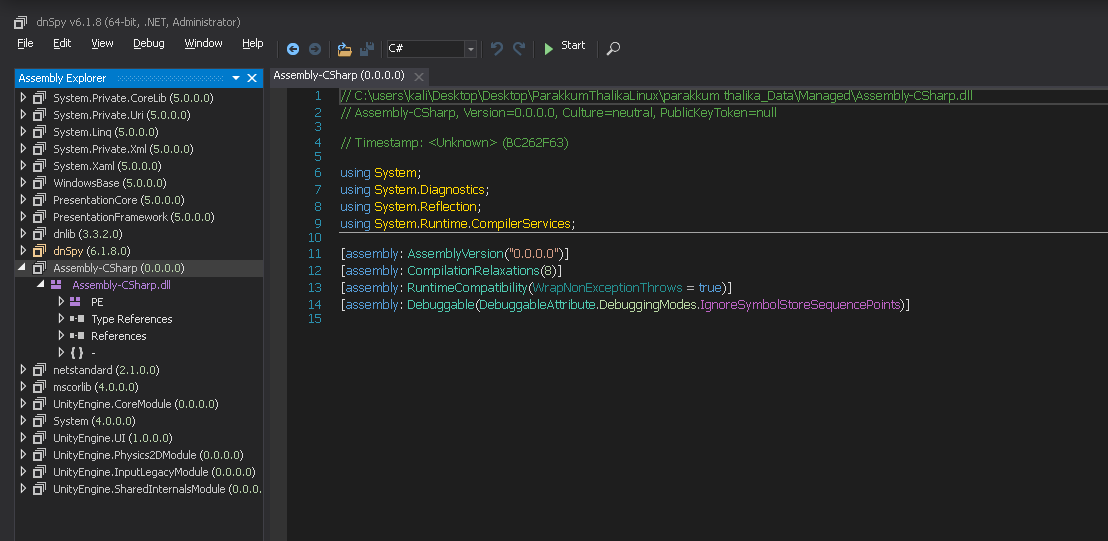 dnSpy v6.1.8 (64-bit, .NET, Administrator)
File Edit View Debug Window Help
C# Start
Assembly Explorer
System.Private.CoreLib (5.0.0.0)
System.Private.Uri (5.0.0.0)
System.Linq (5.0.0.0)
System.Private.Xml (5.0.0.0)
System.Xaml (5.0.0.0)
WindowsBase (5.0.0.0)
PresentationCore (5.0.0.0)
PresentationFramework (5.0.0.0)
dnlib (3.3.2.0)
dnSpy (6.1.8.0)
Assembly-CSharp (0.0.0.0)
Assembly-CSharp.dll
PE
Type References
References
{ } -
netstandard (2.1.0.0)
mscorlib (4.0.0.0)
UnityEngine.CoreModule (0.0.0.0)
System (4.0.0.0)
UnityEngine.UI (1.0.0.0)
UnityEngine.Physics2DModule (0.0.0.0)
UnityEngine.InputLegacyModule (0.0.0.0)
UnityEngine.SharedInternalsModule (0.0.0.
Assembly-CSharp (0.0.0.0)
1 // C:\users\kali\Desktop\Desktop\ParakkumThalikaLinux\parakkum thalika_Data\Managed\Assembly-CSharp.dll
2 // Assembly-CSharp, Version=0.0.0.0, Culture=neutral, PublicKeyToken=null
3
4 // Timestamp: <Unknown> (BC262F63)
5
6 using System;
7 using System.Diagnostics;
8 using System.Reflection;
9 using System.Runtime.CompilerServices;
10
11 [assembly: AssemblyVersion("0.0.0.0")]
12 [assembly: CompilationRelaxations(8)]
13 [assembly: RuntimeCompatibility(WrapNonExceptionThrows = true)]
14 [assembly: Debuggable(DebuggableAttribute.DebuggingModes.IgnoreSymbolStoreSequencePoints)]
15